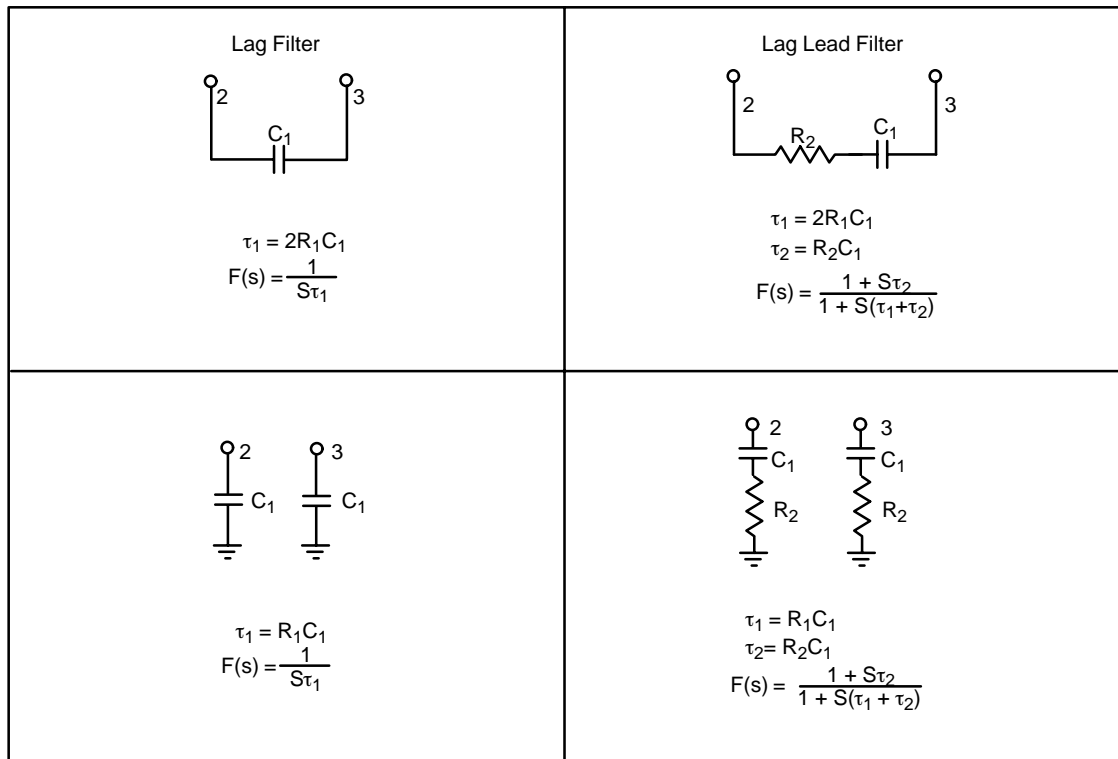 Lag Filter
2 3
C₁
τ₁ = 2R₁C₁
F(s) = 1/Sτ₁
Lag Lead Filter
2 3
R₂ C₁
τ₁ = 2R₁C₁
τ₂ = R₂C₁
F(s) = (1 + Sτ₂)/(1 + S(τ₁+τ₂))
2 3
C₁ C₁
τ₁ = R₁C₁
F(s) = 1/Sτ₁
2 3
C₁ C₁
R₂ R₂
τ₁ = R₁C₁
τ₂= R₂C₁
F(s) = (1 + Sτ₂)/(1 + S(τ₁ + τ₂))